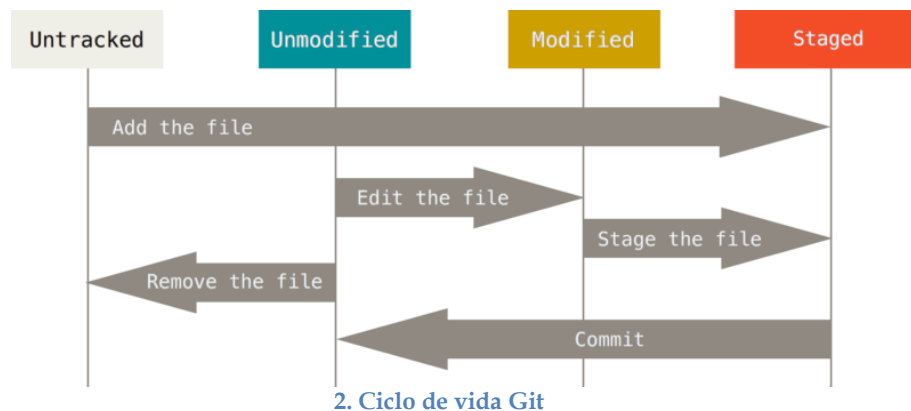 Untracked
Unmodified
Modified
Staged
Add the file
Edit the file
Stage the file
Remove the file
Commit
2. Ciclo de vida Git